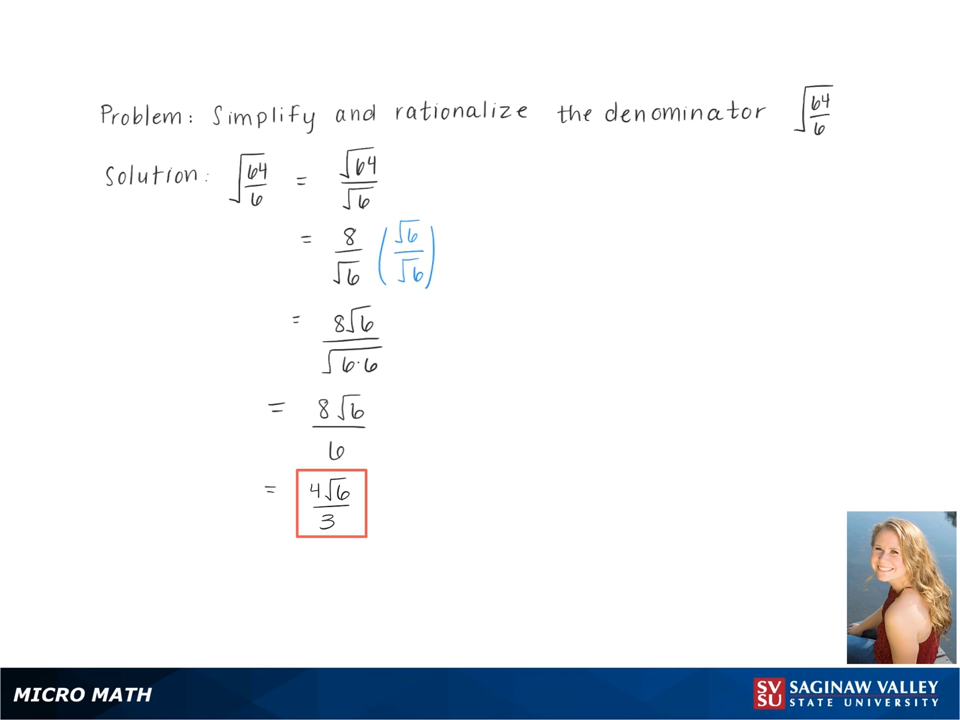 Problem: Simplify and rationalize the denominator √(64/6)
Solution: √(64/6) = √64/√6
= 8/√6 (√6/√6)
= 8√6/√(6·6)
= 8√6/6
= 4√6/3
MICRO MATH
SV SU SAGINAW VALLEY
STATE UNIVERSITY